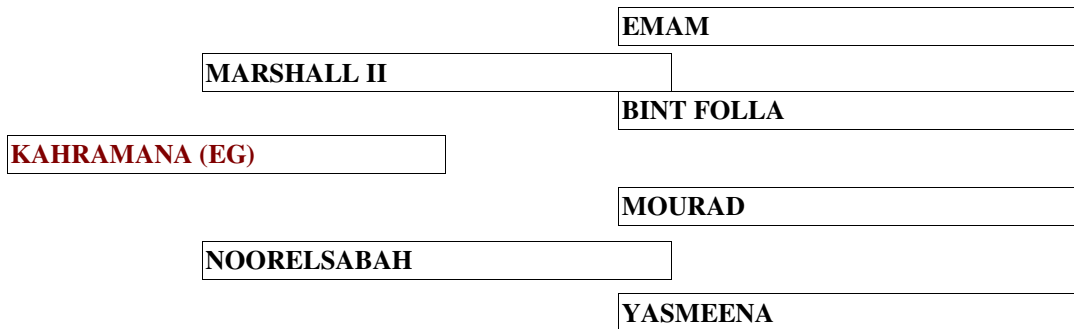 EMAM
MARSHALL II
BINT FOLLA
KAHRAMANA (EG)
MOURAD
NOORELSABAH
YASMEENA